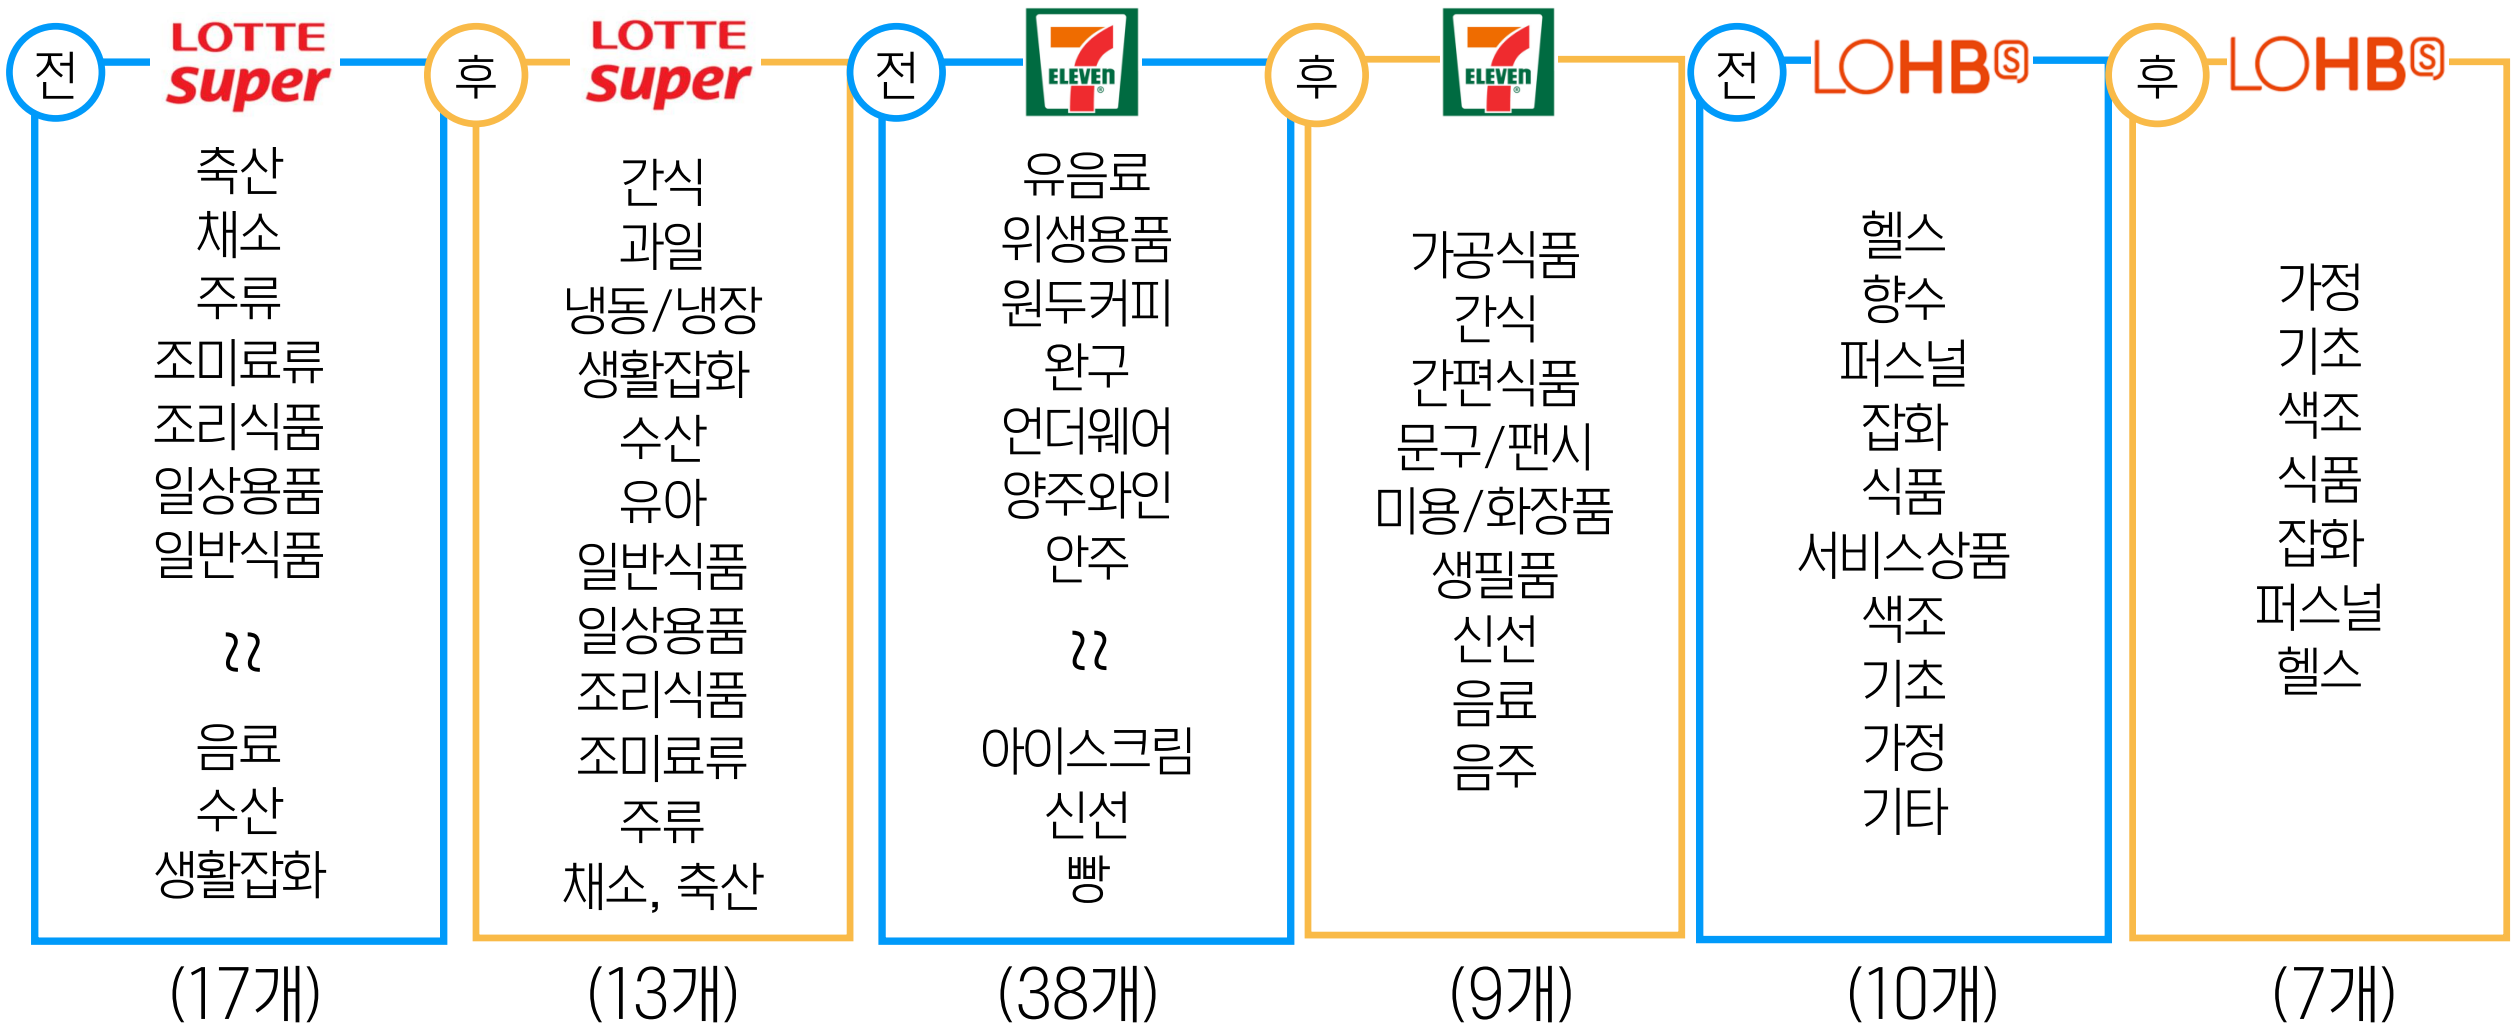 전
LOTTE
super
축산
채소
주류
조미료류
조리식품
일상용품
일반식품
~~
음료
수산
생활잡화
(17개)
후
LOTTE
super
간식
과일
냉동/냉장
생활잡화
수산
유아
일반식품
일상용품
조리식품
조미료류
주류
채소, 축산
(13개)
전
7
ELEVEN
®
유음료
위생용품
원두커피
완구
언더웨어
양주와인
안주
~~
아이스크림
신선
빵
(38개)
후
7
ELEVEN
®
가공식품
간식
간편식품
문구/팬시
미용/화장품
생필품
신선
음료
음주
(9개)
전
LOHB s
헬스
향수
퍼스널
잡화
식품
서비스상품
색조
기초
가정
기타
(10개)
후
LOHB s
가정
기초
색조
식품
잡화
퍼스널
헬스
(7개)